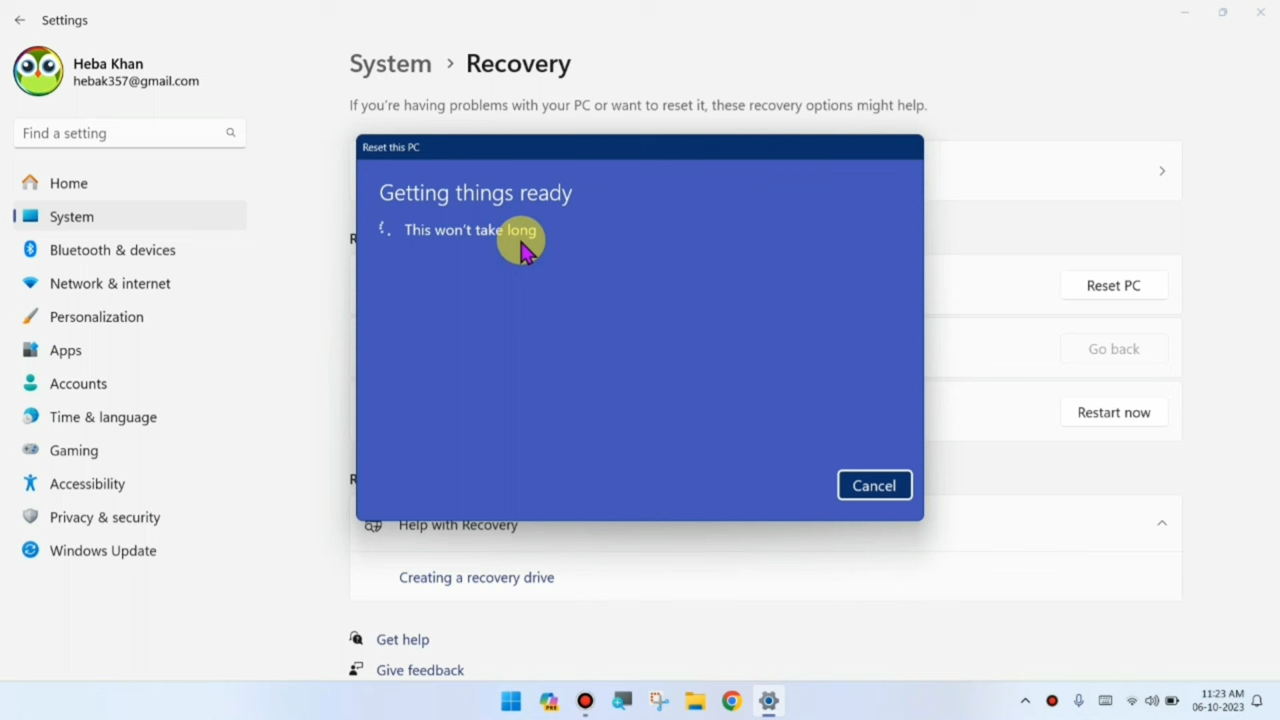 Settings
Heba Khan
hebak357@gmail.com
Find a setting
Home
System
Bluetooth & devices
Network & internet
Personalization
Apps
Accounts
Time & language
Gaming
Accessibility
Privacy & security
Windows Update
System > Recovery
If you're having problems with your PC or want to reset it, these recovery options might help.
Reset this PC
Getting things ready
This won't take long
Cancel
R
Reset PC
Go back
Restart now
R
Help with Recovery
Creating a recovery drive
Get help
Give feedback
PRE
11:23 AM
06-10-2023